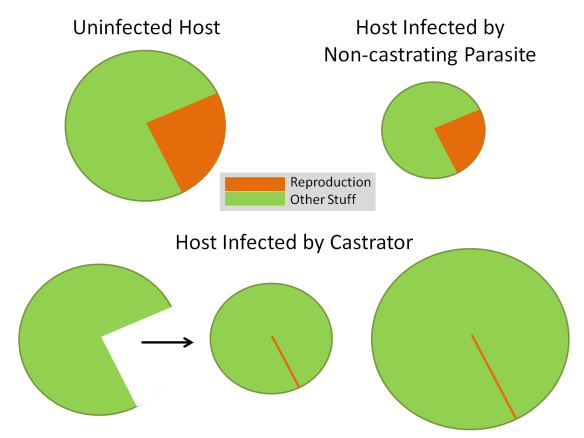 Uninfected Host
Host Infected by
Non-castrating Parasite
Reproduction
Other Stuff
Host Infected by Castrator